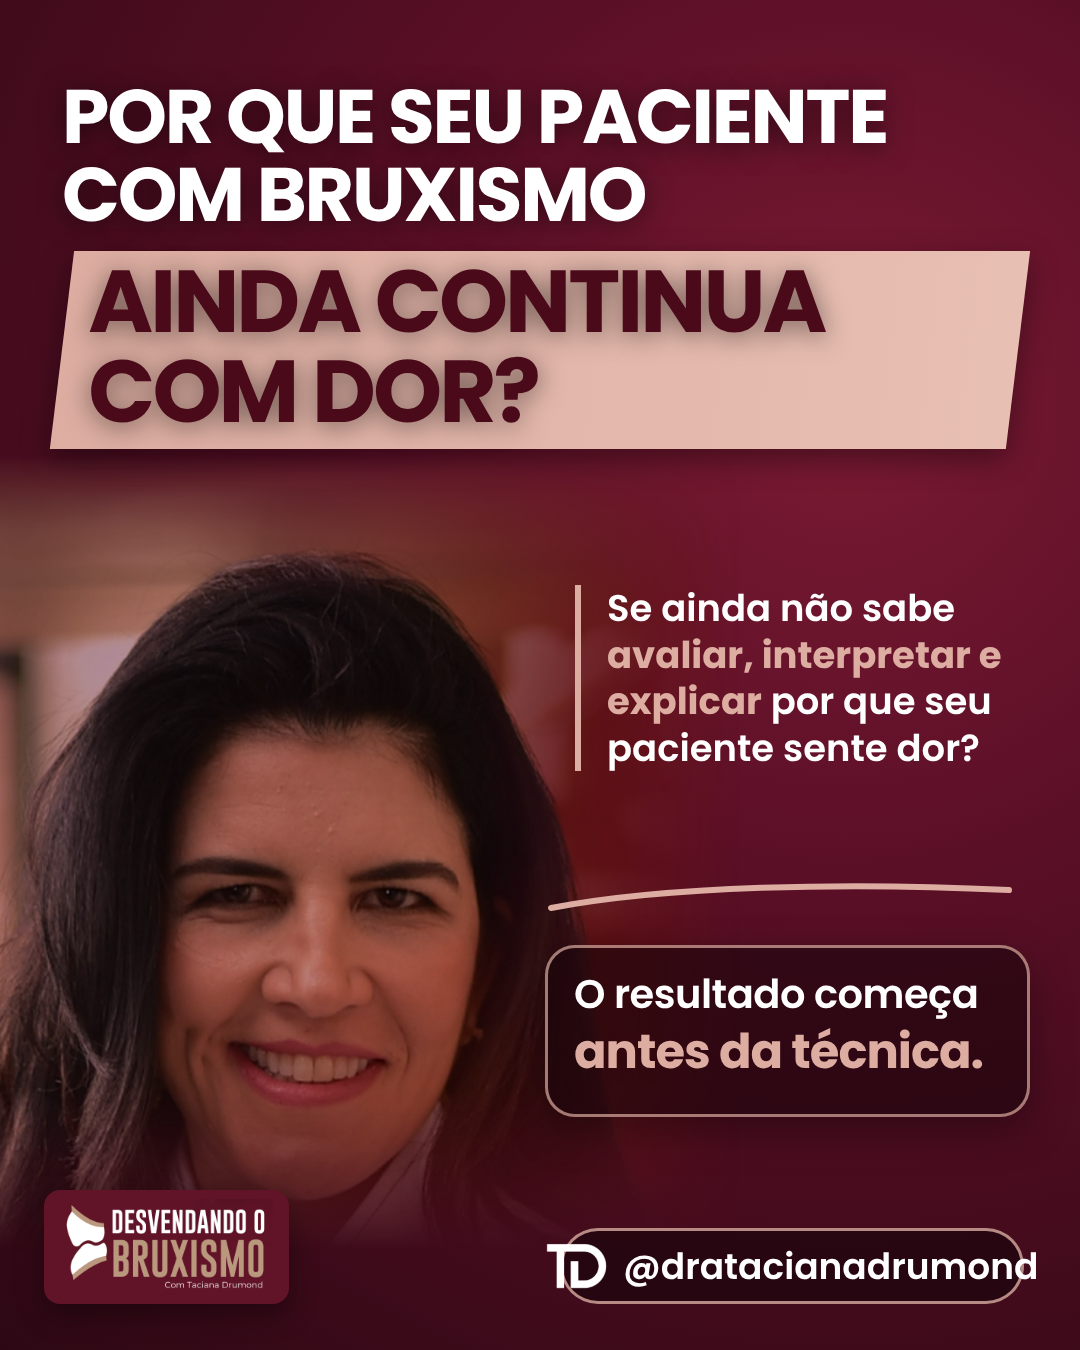 POR QUE SEU PACIENTE
COM BRUXISMO
AINDA CONTINUA
COM DOR?
Se ainda não sabe
avaliar, interpretar e
explicar por que seu
paciente sente dor?
O resultado começa
antes da técnica.
DESVENDANDO O
BRUXISMO
Com Taciana Drumond
TD @dratacianadrumond